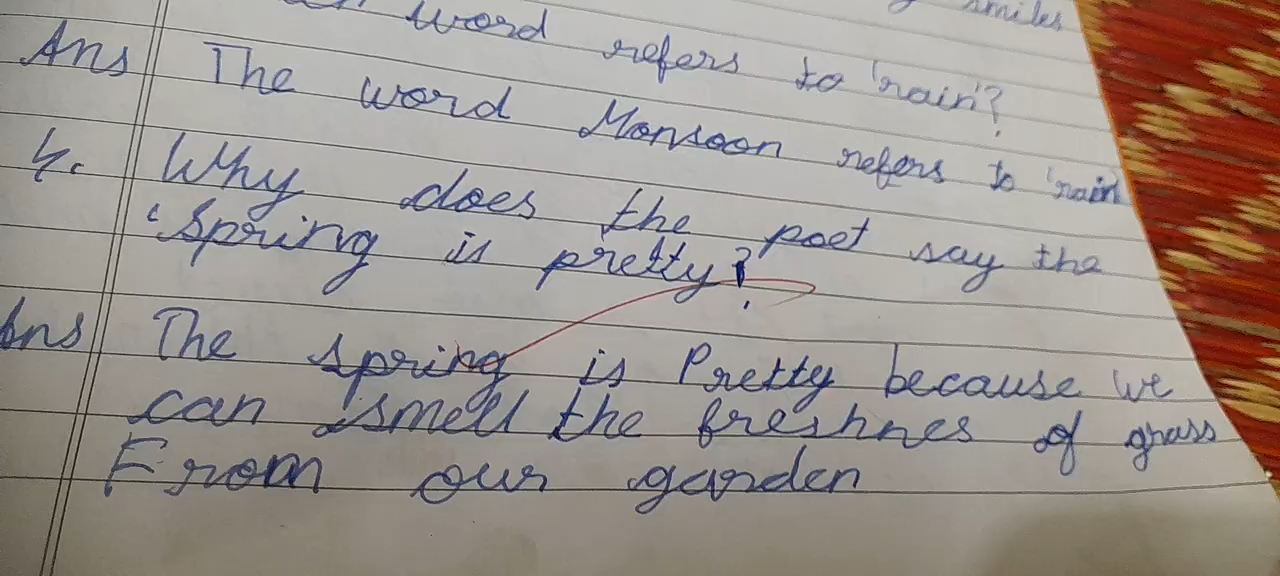 smiles
word refers to 'rain'?
Ans The word Monsoon refers to 'rain
4. Why does the poet say the
'Spring is pretty?
Ans The spring is Pretty because we
can smell the freshnes of grass
From our garden